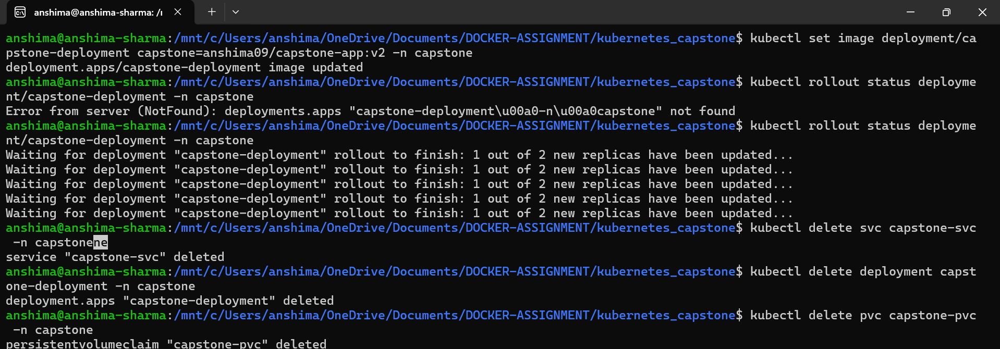 anshima@anshima-sharma: /ı
anshima@anshima-sharma:/mnt/c/Users/anshima/OneDrive/Documents/DOCKER-ASSIGNMENT/kubernetes_capstone$ kubectl set image deployment/ca
pstone-deployment capstone=anshima09/capstone-app:v2 -n capstone
deployment.apps/capstone-deployment image updated
anshima@anshima-sharma:/mnt/c/Users/anshima/OneDrive/Documents/DOCKER-ASSIGNMENT/kubernetes_capstone$ kubectl rollout status deployme
nt/capstone-deployment -n capstone
Error from server (NotFound): deployments.apps "capstone-deployment\u00a0-n\u00a0capstone" not found
anshima@anshima-sharma:/mnt/c/Users/anshima/OneDrive/Documents/DOCKER-ASSIGNMENT/kubernetes_capstone$ kubectl rollout status deployme
nt/capstone-deployment -n capstone
Waiting for deployment "capstone-deployment" rollout to finish: 1 out of 2 new replicas have been updated...
Waiting for deployment "capstone-deployment" rollout to finish: 1 out of 2 new replicas have been updated...
Waiting for deployment "capstone-deployment" rollout to finish: 1 out of 2 new replicas have been updated...
Waiting for deployment "capstone-deployment" rollout to finish: 1 out of 2 new replicas have been updated...
Waiting for deployment "capstone-deployment" rollout to finish: 1 out of 2 new replicas have been updated...
anshima@anshima-sharma:/mnt/c/Users/anshima/OneDrive/Documents/DOCKER-ASSIGNMENT/kubernetes_capstone$ kubectl delete svc capstone-svc
 -n capstonene
service "capstone-svc" deleted
anshima@anshima-sharma:/mnt/c/Users/anshima/OneDrive/Documents/DOCKER-ASSIGNMENT/kubernetes_capstone$ kubectl delete deployment capst
one-deployment -n capstone
deployment.apps "capstone-deployment" deleted
anshima@anshima-sharma:/mnt/c/Users/anshima/OneDrive/Documents/DOCKER-ASSIGNMENT/kubernetes_capstone$ kubectl delete pvc capstone-pvc
 -n capstone
persistentvolumeclaim "capstone-pvc" deleted